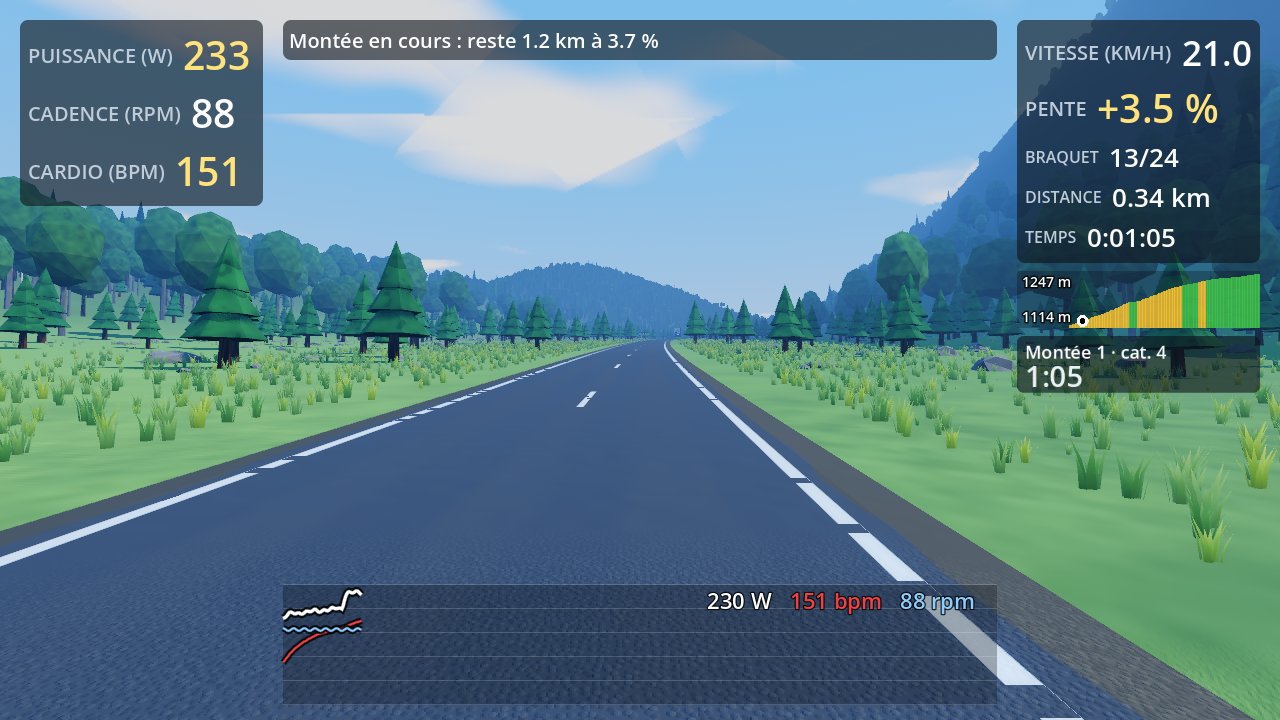 PUISSANCE (W) 233
CADENCE (RPM) 88
CARDIO (BPM) 151
Montée en cours : reste 1.2 km à 3.7 %
VITESSE (KM/H) 21.0
PENTE +3.5 %
BRAQUET 13/24
DISTANCE 0.34 km
TEMPS 0:01:05
1247 m
1114 m
Montée 1 · cat. 4
1:05
230 W 151 bpm 88 rpm